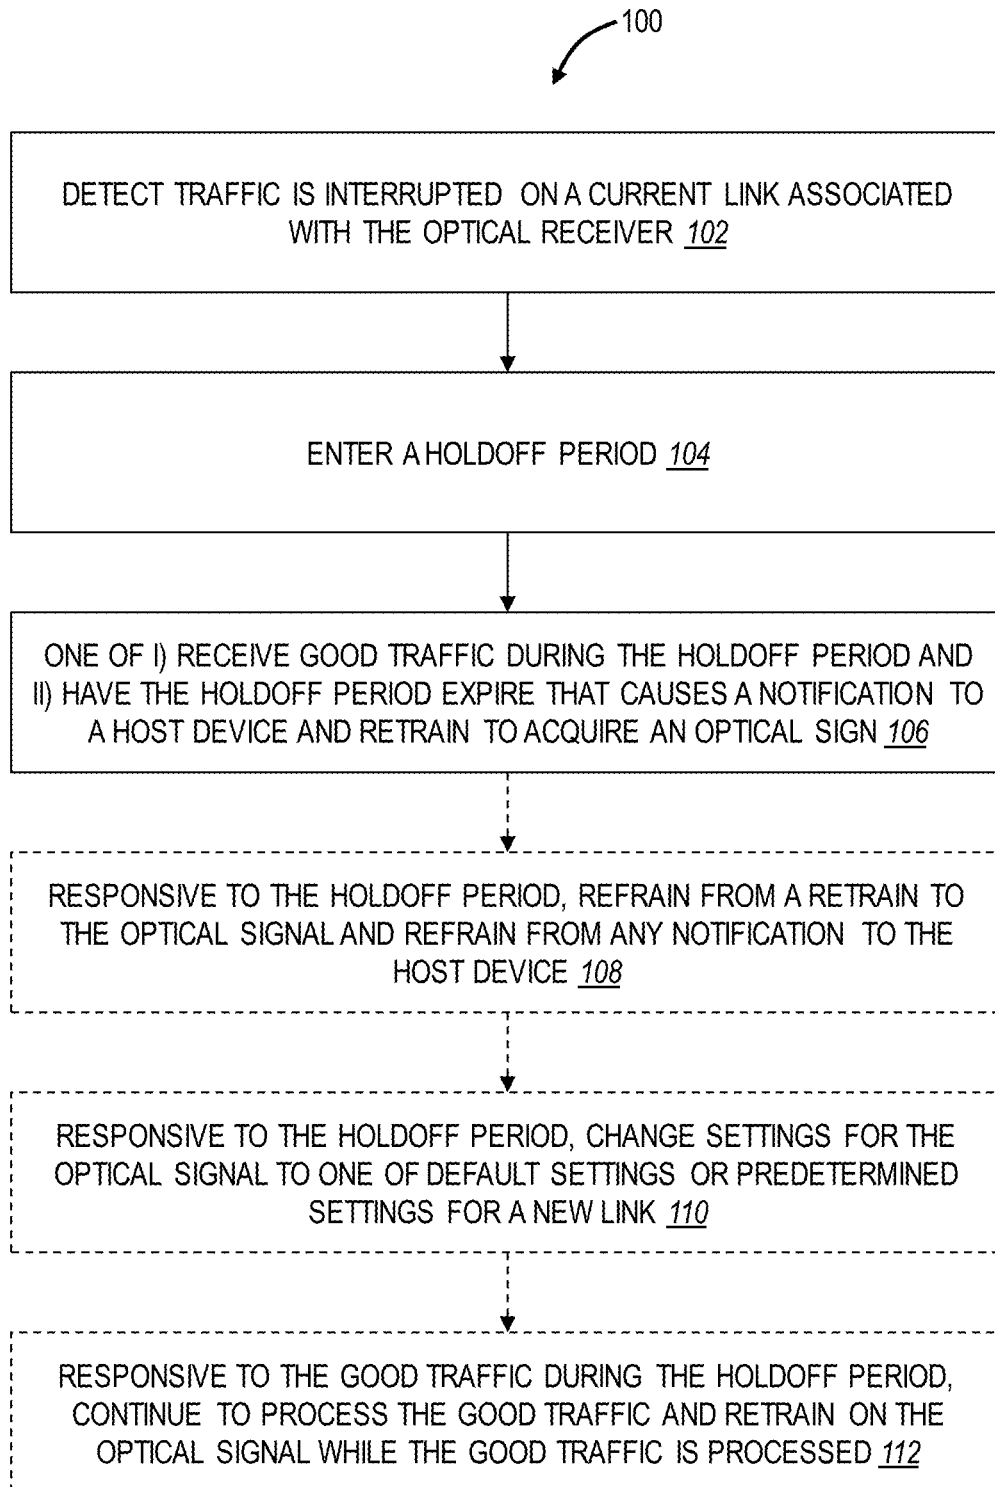 100
DETECT TRAFFIC IS INTERRUPTED ON A CURRENT LINK ASSOCIATED
WITH THE OPTICAL RECEIVER 102
ENTER A HOLDOFF PERIOD 104
ONE OF I) RECEIVE GOOD TRAFFIC DURING THE HOLDOFF PERIOD AND
II) HAVE THE HOLDOFF PERIOD EXPIRE THAT CAUSES A NOTIFICATION TO
A HOST DEVICE AND RETRAIN TO ACQUIRE AN OPTICAL SIGN 106
RESPONSIVE TO THE HOLDOFF PERIOD, REFRAIN FROM A RETRAIN TO
THE OPTICAL SIGNAL AND REFRAIN FROM ANY NOTIFICATION TO THE
HOST DEVICE 108
RESPONSIVE TO THE HOLDOFF PERIOD, CHANGE SETTINGS FOR THE
OPTICAL SIGNAL TO ONE OF DEFAULT SETTINGS OR PREDETERMINED
SETTINGS FOR A NEW LINK 110
RESPONSIVE TO THE GOOD TRAFFIC DURING THE HOLDOFF PERIOD,
CONTINUE TO PROCESS THE GOOD TRAFFIC AND RETRAIN ON THE
OPTICAL SIGNAL WHILE THE GOOD TRAFFIC IS PROCESSED 112